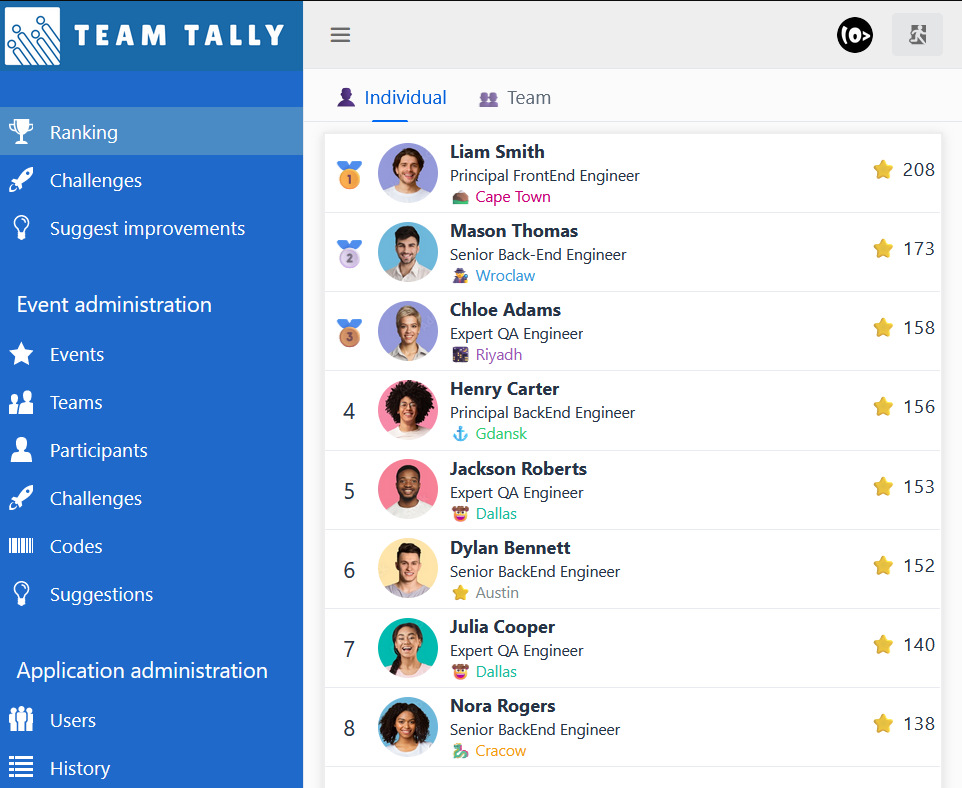 TEAM TALLY
Ranking
Challenges
Suggest improvements
Event administration
Events
Teams
Participants
Challenges
Codes
Suggestions
Application administration
Users
History
Individual
Team
1
Liam Smith
Principal FrontEnd Engineer
Cape Town
208
2
Mason Thomas
Senior Back-End Engineer
Wroclaw
173
3
Chloe Adams
Expert QA Engineer
Riyadh
158
4
Henry Carter
Principal BackEnd Engineer
Gdansk
156
5
Jackson Roberts
Expert QA Engineer
Dallas
153
6
Dylan Bennett
Senior BackEnd Engineer
Austin
152
7
Julia Cooper
Expert QA Engineer
Dallas
140
8
Nora Rogers
Senior BackEnd Engineer
Cracow
138